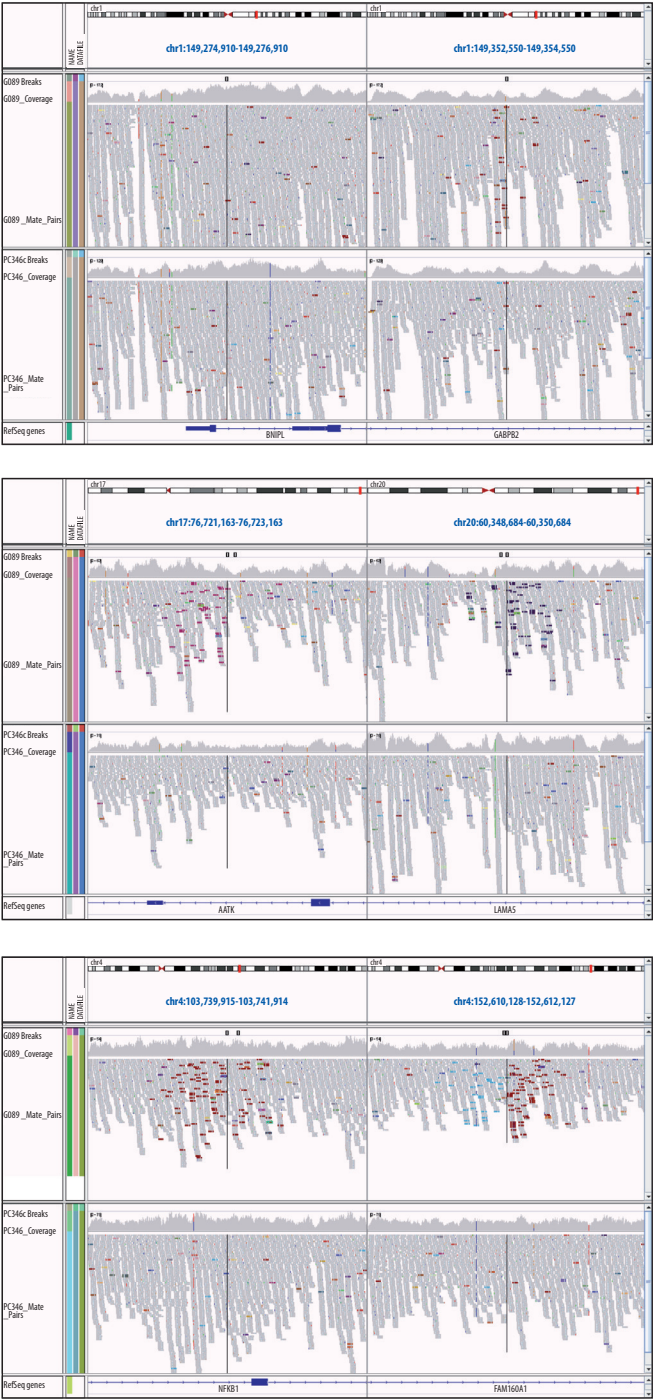 chr1 chr1
NAME
DATAFILE
chr1:149,274,910-149,276,910 chr1:149,352,550-149,354,550
G089 Breaks
G089 _Coverage
G089 _Mate_Pairs
PC346c Breaks
PC346_Coverage
PC346_Mate
_Pairs
RefSeq genes
BNIPL GABPB2
chr17 chr20
NAME
DATAFILE
chr17:76,721,163-76,723,163 chr20:60,348,684-60,350,684
G089 Breaks
G089_Coverage
G089_Mate_Pairs
PC346c Breaks
PC346_Coverage
PC346_Mate
_Pairs
RefSeq genes
AATK LAMA5
chr4 chr4
NAME
DATAFILE
chr4:103,739,915-103,741,914 chr4:152,610,128-152,612,127
G089 Breaks
G089_Coverage
G089_Mate_Pairs
PC346c Breaks
PC346_Coverage
PC346_Mate
_Pairs
RefSeq genes
NFKB1 FAM160A1